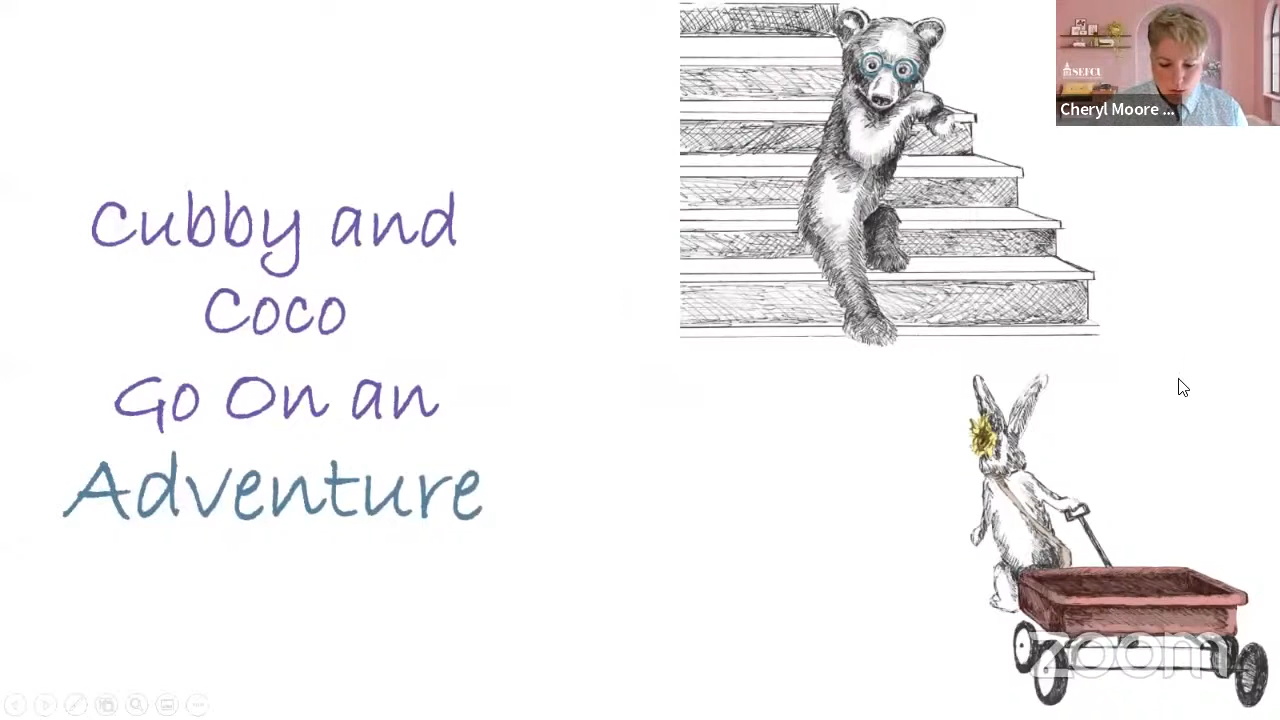 Cubby and
Coco
Go On an
Adventure
SEFCU
Cheryl Moore ...
zoom